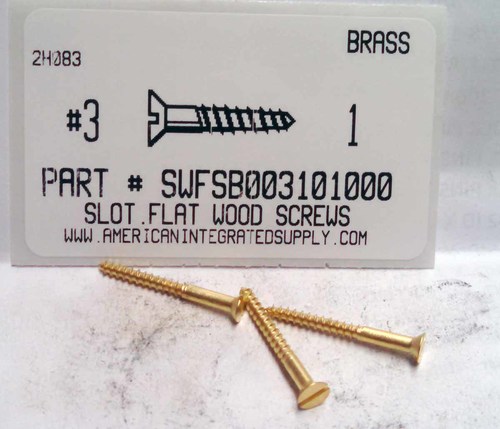 BRASS
2H083
#3 1
PART # SWFSB003101000
SLOT.FLAT WOOD SCREWS
WWW.AMERICANINTEGRATEDSUPPLY.COM